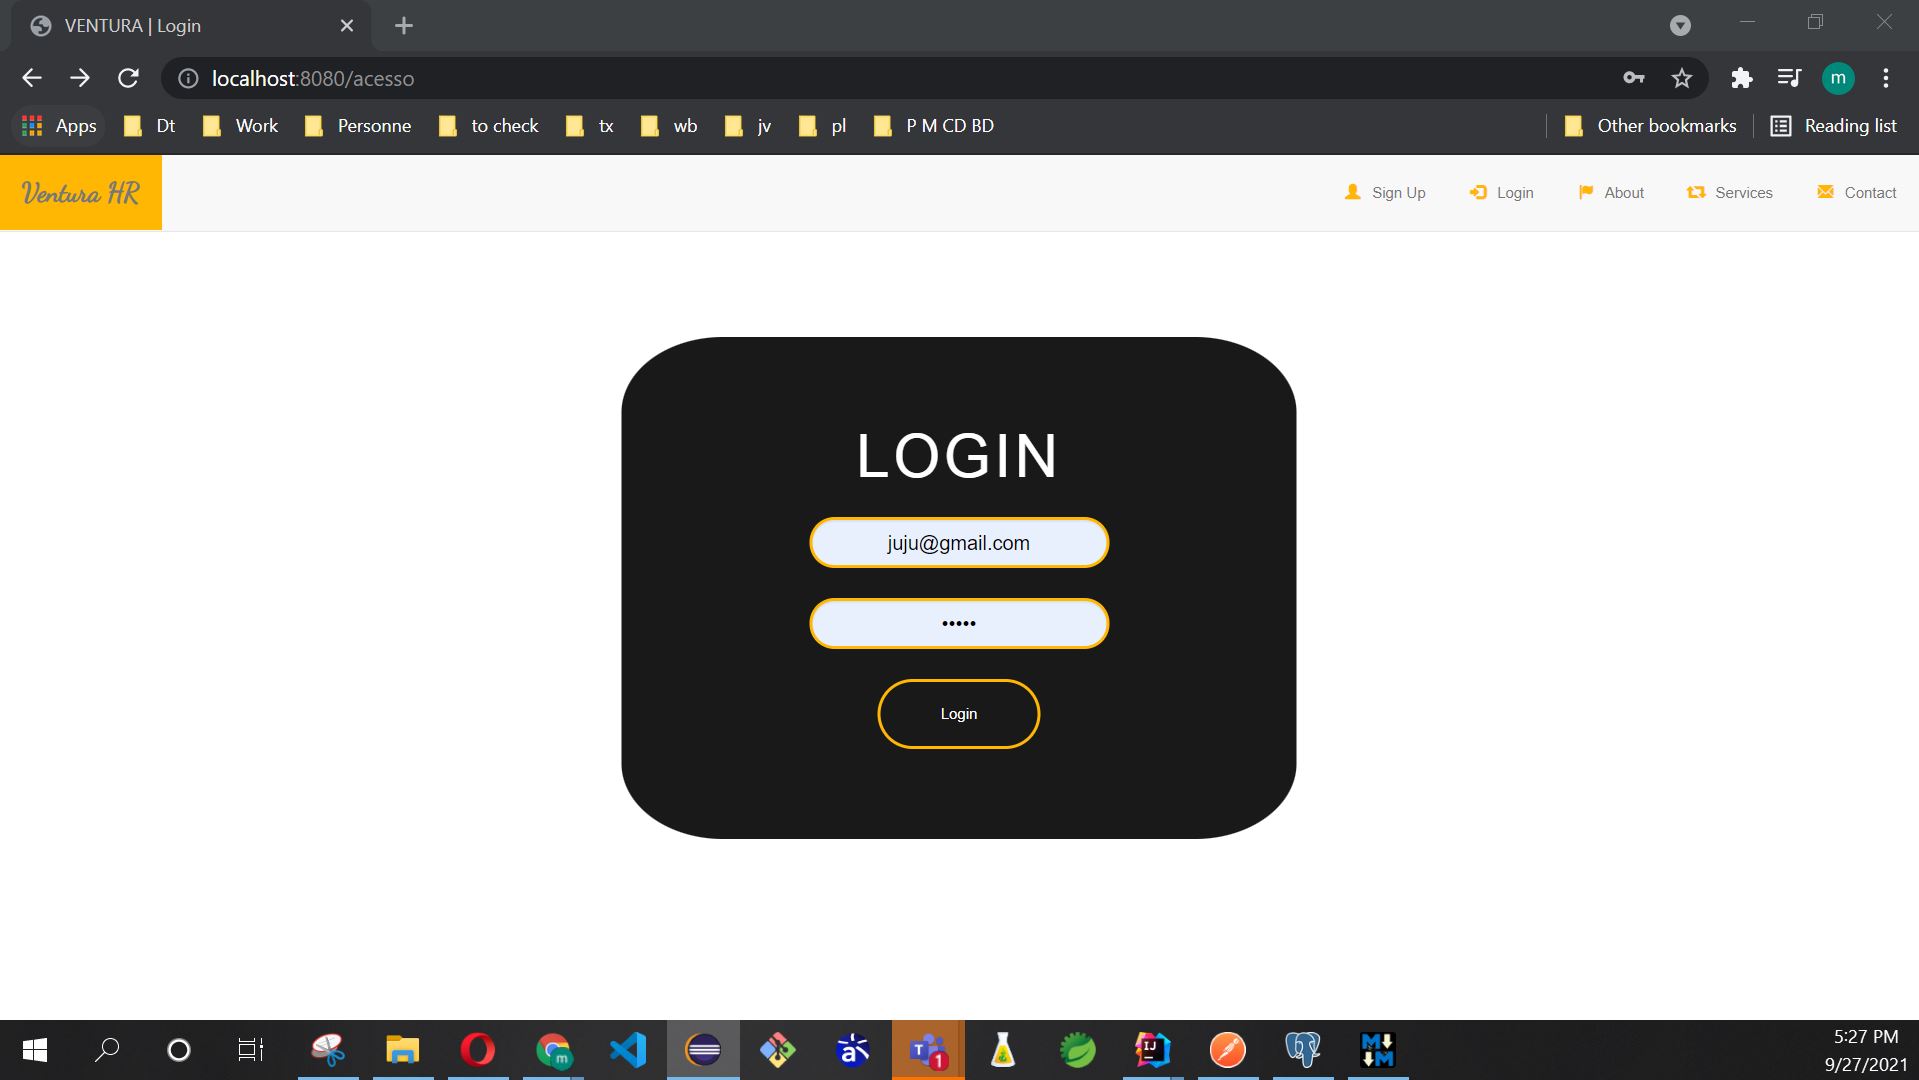 VENTURA | Login
localhost:8080/acesso
m
Apps Dt Work Personne to check tx wb jv pl P M CD BD Other bookmarks Reading list
Ventura HR Sign Up Login About Services Contact
LOGIN
juju@gmail.com
•••••
Login
m
a:
T
1
IJ
M M
5:27 PM
9/27/2021